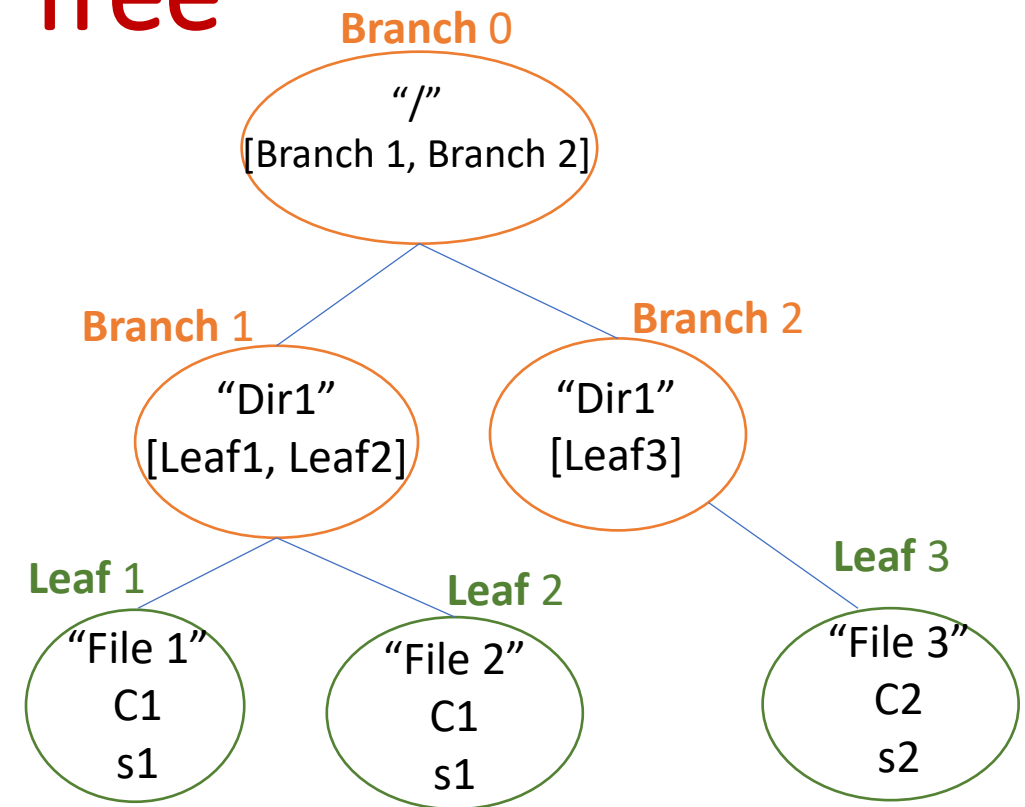 Tree
Branch 0
“/”
[Branch 1, Branch 2]
Branch 1
Branch 2
“Dir1”
[Leaf1, Leaf2]
“Dir1”
[Leaf3]
Leaf 1
Leaf 2
Leaf 3
“File 1”
C1
s1
“File 2”
C1
s1
“File 3”
C2
s2